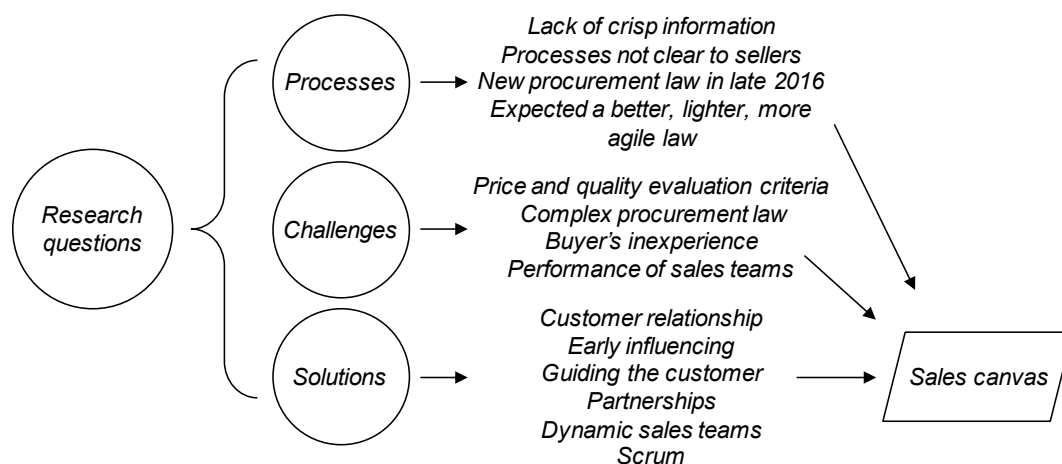 Research
questions
Processes
Lack of crisp information
Processes not clear to sellers
New procurement law in late 2016
Expected a better, lighter, more
agile law
Challenges
Price and quality evaluation criteria
Complex procurement law
Buyer's inexperience
Performance of sales teams
Solutions
Customer relationship
Early influencing
Guiding the customer
Partnerships
Dynamic sales teams
Scrum
Sales canvas